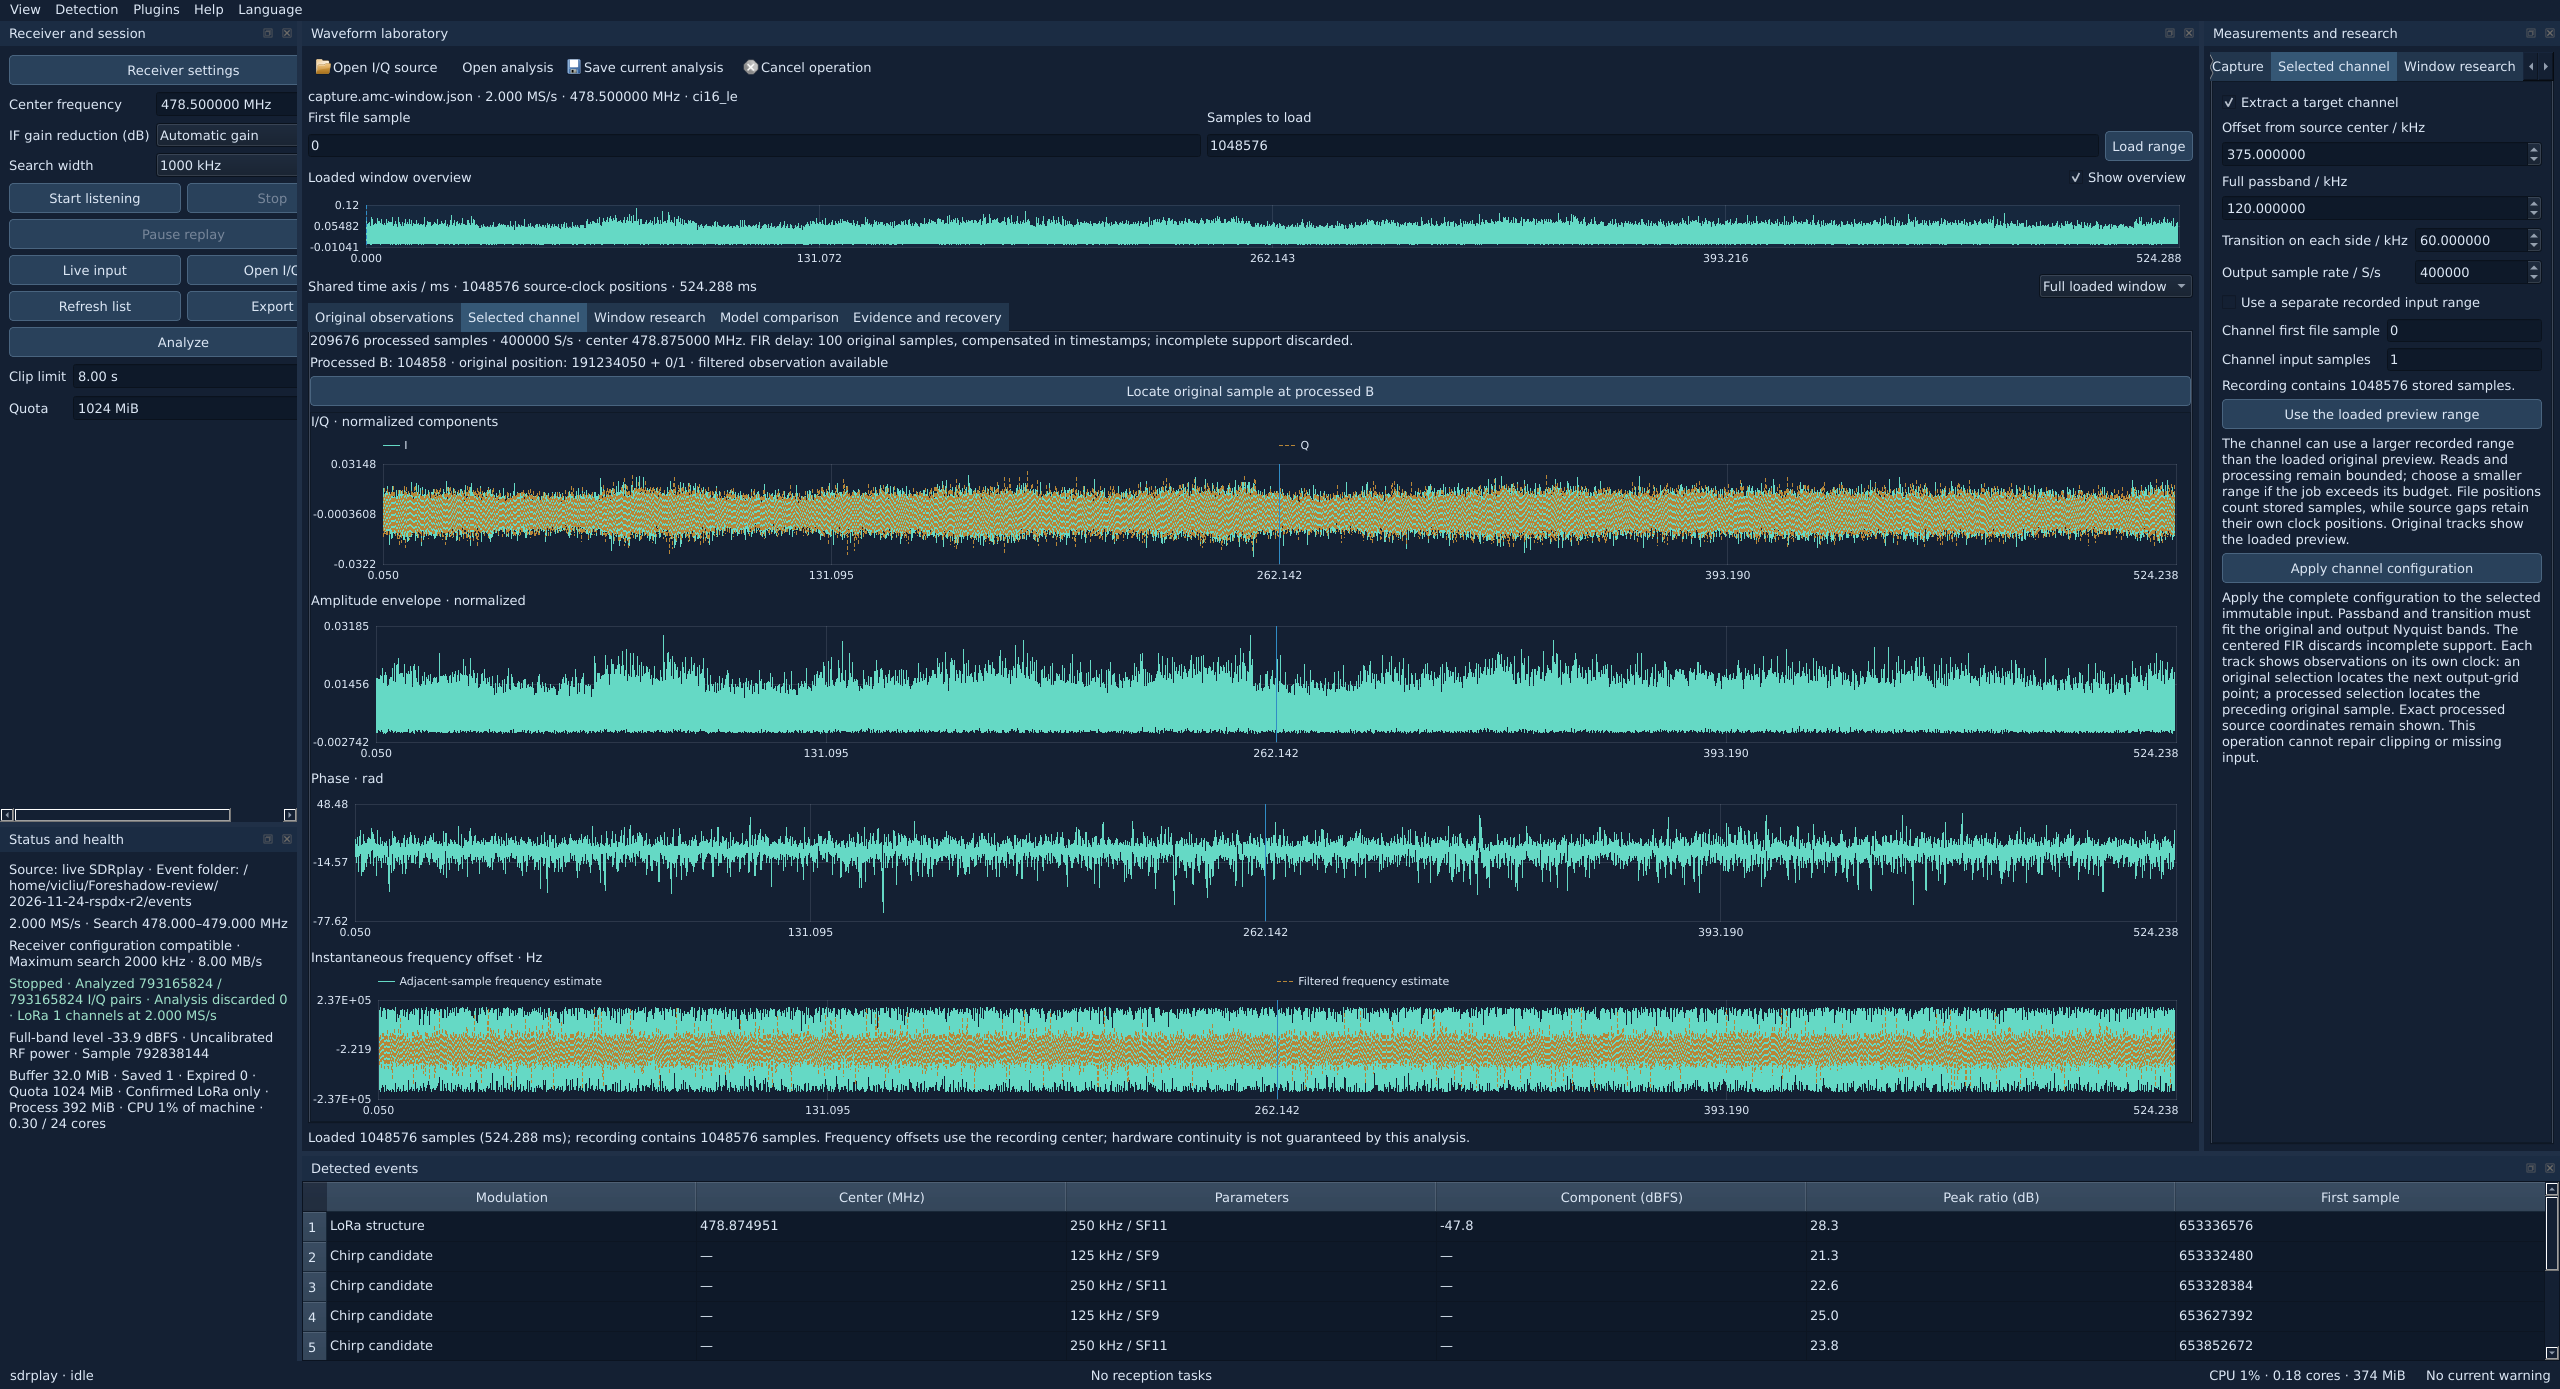 View Detection Plugins Help Language
Receiver and session
Receiver settings
Center frequency 478.500000 MHz
IF gain reduction (dB) Automatic gain
Search width 1000 kHz
Start listening Stop
Pause replay
Live input Open I/Q
Refresh list Export
Analyze
Clip limit 8.00 s
Quota 1024 MiB
Status and health
Source: live SDRplay · Event folder: /
home/vicliu/Foreshadow-review/
2026-11-24-rspdx-r2/events
2.000 MS/s · Search 478.000–479.000 MHz
Receiver configuration compatible ·
Maximum search 2000 kHz · 8.00 MB/s
Stopped · Analyzed 793165824 /
793165824 I/Q pairs · Analysis discarded 0
· LoRa 1 channels at 2.000 MS/s
Full-band level -33.9 dBFS · Uncalibrated
RF power · Sample 792838144
Buffer 32.0 MiB · Saved 1 · Expired 0 ·
Quota 1024 MiB · Confirmed LoRa only ·
Process 392 MiB · CPU 1% of machine ·
0.30 / 24 cores
Waveform laboratory
Open I/Q source Open analysis Save current analysis Cancel operation
capture.amc-window.json · 2.000 MS/s · 478.500000 MHz · ci16_le
First file sample Samples to load
0 1048576 Load range
Loaded window overview Show overview
0.12
0.05482
-0.01041
0.000 131.072 262.143 393.216 524.288
Shared time axis / ms · 1048576 source-clock positions · 524.288 ms Full loaded window
Original observations Selected channel Window research Model comparison Evidence and recovery
209676 processed samples · 400000 S/s · center 478.875000 MHz. FIR delay: 100 original samples, compensated in timestamps; incomplete support discarded.
Processed B: 104858 · original position: 191234050 + 0/1 · filtered observation available
Locate original sample at processed B
I/Q · normalized components
I Q
0.03148
-0.0003608
-0.0322
0.050 131.095 262.142 393.190 524.238
Amplitude envelope · normalized
0.03185
0.01456
-0.002742
0.050 131.095 262.142 393.190 524.238
Phase · rad
48.48
-14.57
-77.62
0.050 131.095 262.142 393.190 524.238
Instantaneous frequency offset · Hz
Adjacent-sample frequency estimate Filtered frequency estimate
2.37E+05
-2.219
-2.37E+05
0.050 131.095 262.142 393.190 524.238
Loaded 1048576 samples (524.288 ms); recording contains 1048576 samples. Frequency offsets use the recording center; hardware continuity is not guaranteed by this analysis.
Measurements and research
Capture Selected channel Window research
Extract a target channel
Offset from source center / kHz
375.000000
Full passband / kHz
120.000000
Transition on each side / kHz 60.000000
Output sample rate / S/s 400000
Use a separate recorded input range
Channel first file sample 0
Channel input samples 1
Recording contains 1048576 stored samples.
Use the loaded preview range
The channel can use a larger recorded range
than the loaded original preview. Reads and
processing remain bounded; choose a smaller
range if the job exceeds its budget. File positions
count stored samples, while source gaps retain
their own clock positions. Original tracks show
the loaded preview.
Apply channel configuration
Apply the complete configuration to the selected
immutable input. Passband and transition must
fit the original and output Nyquist bands. The
centered FIR discards incomplete support. Each
track shows observations on its own clock: an
original selection locates the next output-grid
point; a processed selection locates the
preceding original sample. Exact processed
source coordinates remain shown. This
operation cannot repair clipping or missing
input.
Detected events
Modulation Center (MHz) Parameters Component (dBFS) Peak ratio (dB) First sample
1 LoRa structure 478.874951 250 kHz / SF11 -47.8 28.3 653336576
2 Chirp candidate — 125 kHz / SF9 — 21.3 653332480
3 Chirp candidate — 250 kHz / SF11 — 22.6 653328384
4 Chirp candidate — 125 kHz / SF9 — 25.0 653627392
5 Chirp candidate — 250 kHz / SF11 — 23.8 653852672
sdrplay · idle No reception tasks CPU 1% · 0.18 cores · 374 MiB No current warning